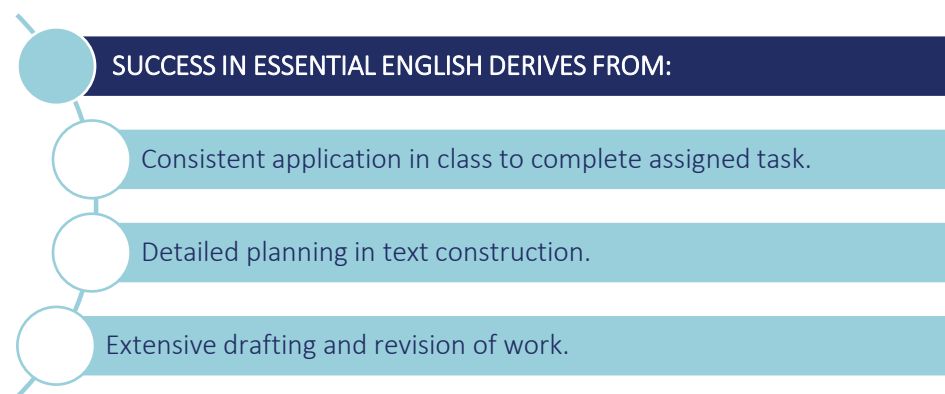 SUCCESS IN ESSENTIAL ENGLISH DERIVES FROM:
Consistent application in class to complete assigned task.
Detailed planning in text construction.
Extensive drafting and revision of work.